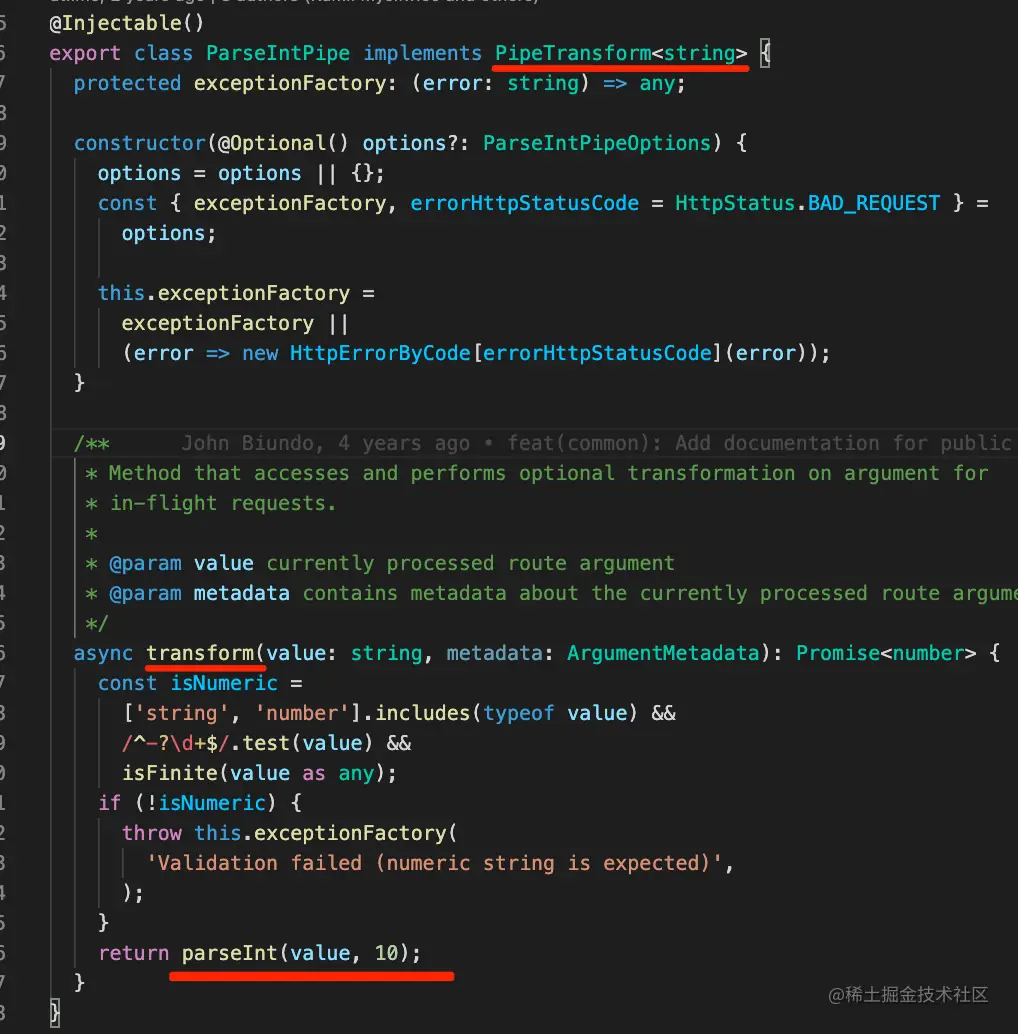 5 @Injectable()
6 export class ParseIntPipe implements PipeTransform<string> {
7   protected exceptionFactory: (error: string) => any;
8
9   constructor(@Optional() options?: ParseIntPipeOptions) {
0     options = options || {};
1     const { exceptionFactory, errorHttpStatusCode = HttpStatus.BAD_REQUEST } =
2       options;
3
4     this.exceptionFactory =
5       exceptionFactory ||
6       (error => new HttpErrorByCode[errorHttpStatusCode](error));
7   }
8
9   /** John Biundo, 4 years ago • feat(common): Add documentation for public
0    * Method that accesses and performs optional transformation on argument for
1    * in-flight requests.
2    *
3    * @param value currently processed route argument
4    * @param metadata contains metadata about the currently processed route argume
5    */
6   async transform(value: string, metadata: ArgumentMetadata): Promise<number> {
7     const isNumeric =
8       ['string', 'number'].includes(typeof value) &&
9       /^-?\d+$/.test(value) &&
0       isFinite(value as any);
1     if (!isNumeric) {
2       throw this.exceptionFactory(
3         'Validation failed (numeric string is expected)',
4       );
5     }
6     return parseInt(value, 10);
7   }
8 }
@稀土掘金技术社区